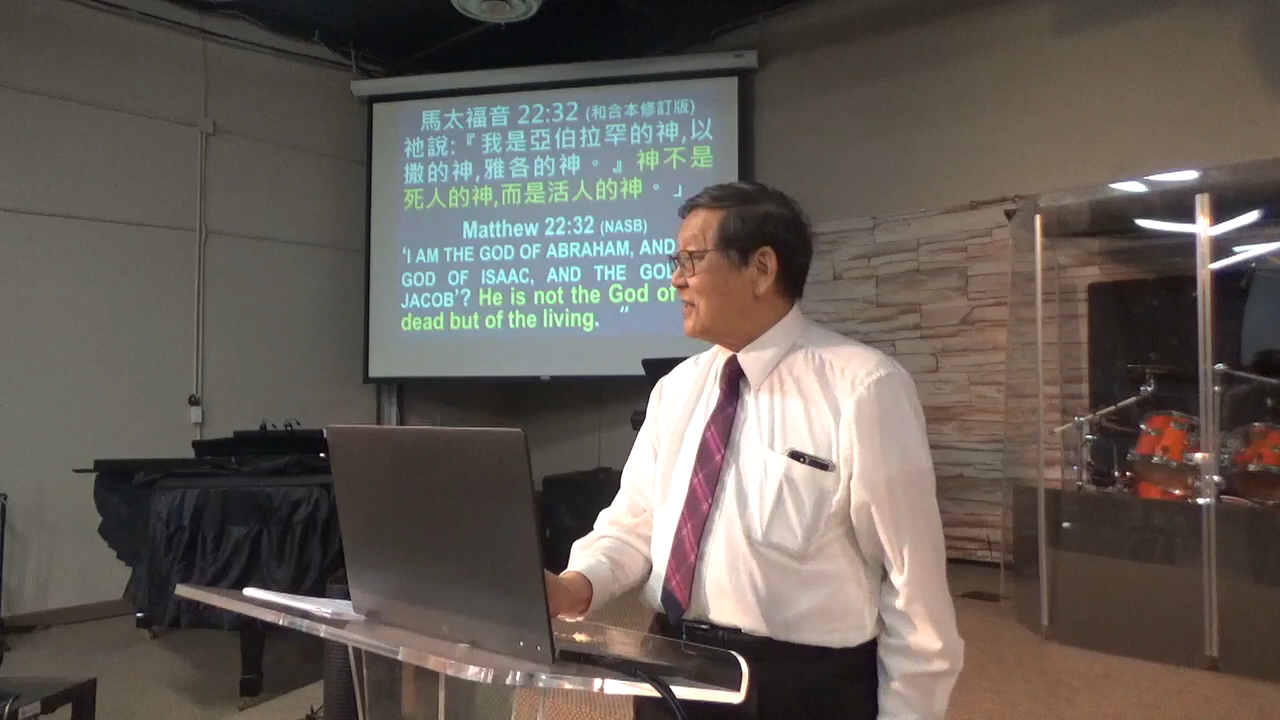 馬太福音 22:32 (和合本修訂版)
祂說:『我是亞伯拉罕的神,以
撒的神,雅各的神。』神不是
死人的神,而是活人的神。」
Matthew 22:32 (NASB)
‘I AM THE GOD OF ABRAHAM, AND
GOD OF ISAAC, AND THE
JACOB’? He is not the God of
dead but of the living. “